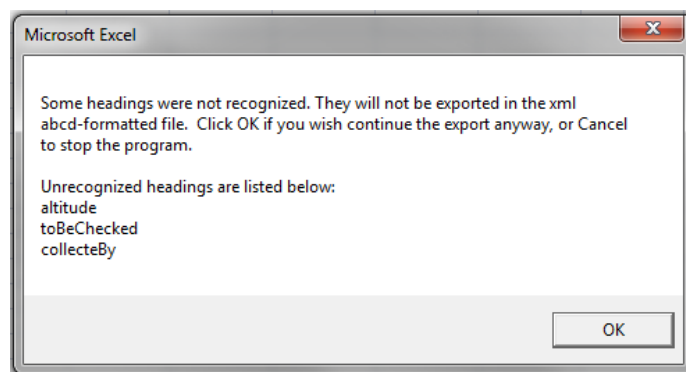 Microsoft Excel
Some headings were not recognized. They will not be exported in the xml
abcd-formatted file.  Click OK if you wish continue the export anyway, or Cancel
to stop the program.
Unrecognized headings are listed below:
altitude
toBeChecked
collecteBy
OK